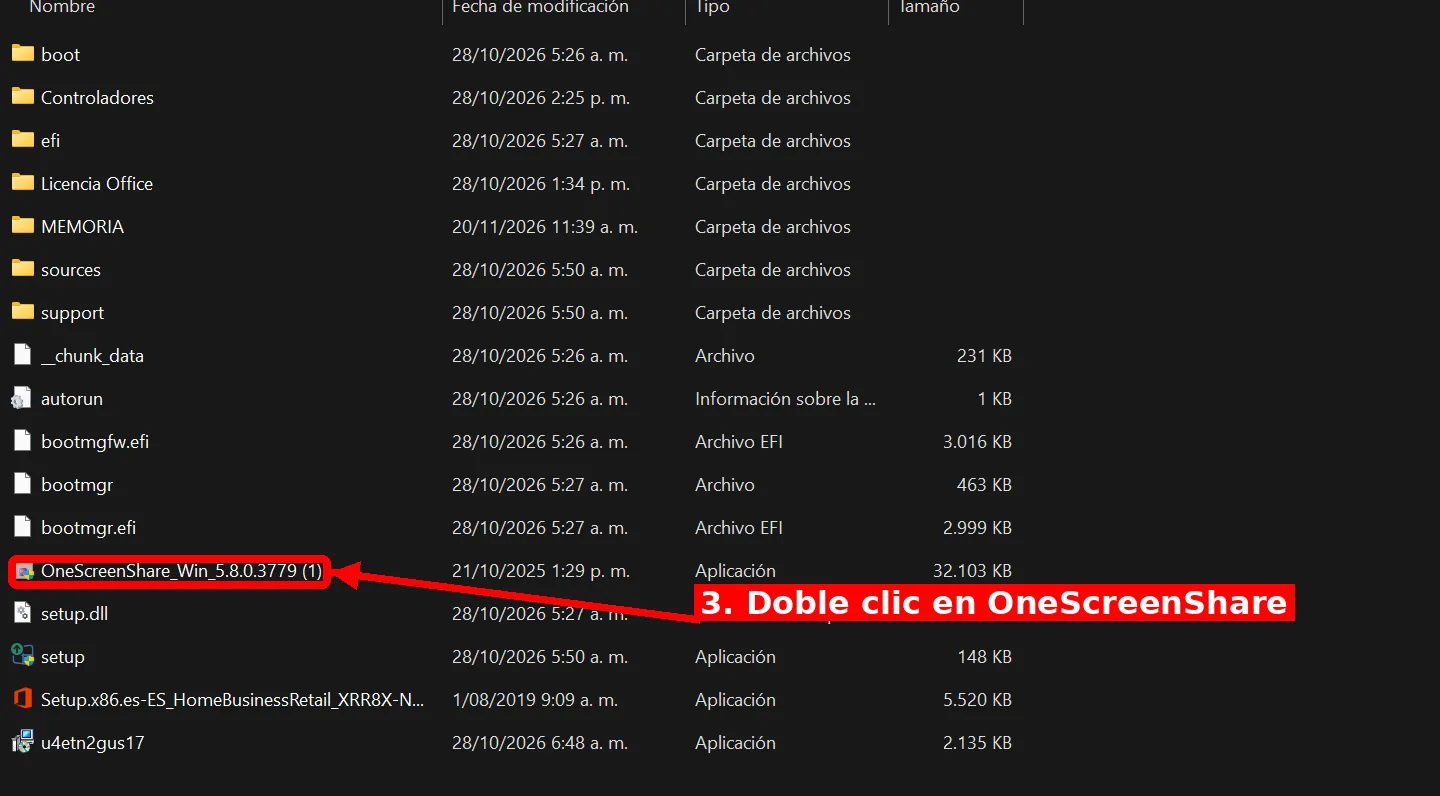 Nombre Fecha de modificación Tipo Tamaño
boot 28/10/2026 5:26 a. m. Carpeta de archivos
Controladores 28/10/2026 2:25 p. m. Carpeta de archivos
efi 28/10/2026 5:27 a. m. Carpeta de archivos
Licencia Office 28/10/2026 1:34 p. m. Carpeta de archivos
MEMORIA 20/11/2026 11:39 a. m. Carpeta de archivos
sources 28/10/2026 5:50 a. m. Carpeta de archivos
support 28/10/2026 5:50 a. m. Carpeta de archivos
__chunk_data 28/10/2026 5:26 a. m. Archivo 231 KB
autorun 28/10/2026 5:26 a. m. Información sobre la ... 1 KB
bootmgfw.efi 28/10/2026 5:26 a. m. Archivo EFI 3.016 KB
bootmgr 28/10/2026 5:27 a. m. Archivo 463 KB
bootmgr.efi 28/10/2026 5:27 a. m. Archivo EFI 2.999 KB
OneScreenShare_Win_5.8.0.3779 (1) 21/10/2025 1:29 p. m. Aplicación 32.103 KB
3. Doble clic en OneScreenShare
setup.dll 28/10/2026 5:27 a. m.
setup 28/10/2026 5:50 a. m. Aplicación 148 KB
Setup.x86.es-ES_HomeBusinessRetail_XRR8X-N... 1/08/2019 9:09 a. m. Aplicación 5.520 KB
u4etn2gus17 28/10/2026 6:48 a. m. Aplicación 2.135 KB